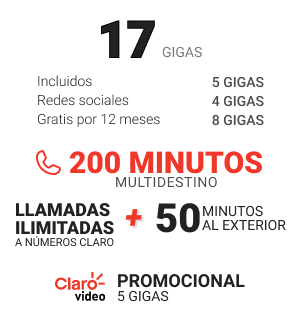 17 GIGAS
Incluidos 5 GIGAS
Redes sociales 4 GIGAS
Gratis por 12 meses 8 GIGAS
200 MINUTOS
MULTIDESTINO
LLAMADAS
ILIMITADAS
A NÚMEROS CLARO
+ 50 MINUTOS
AL EXTERIOR
Claro
video
PROMOCIONAL
5 GIGAS